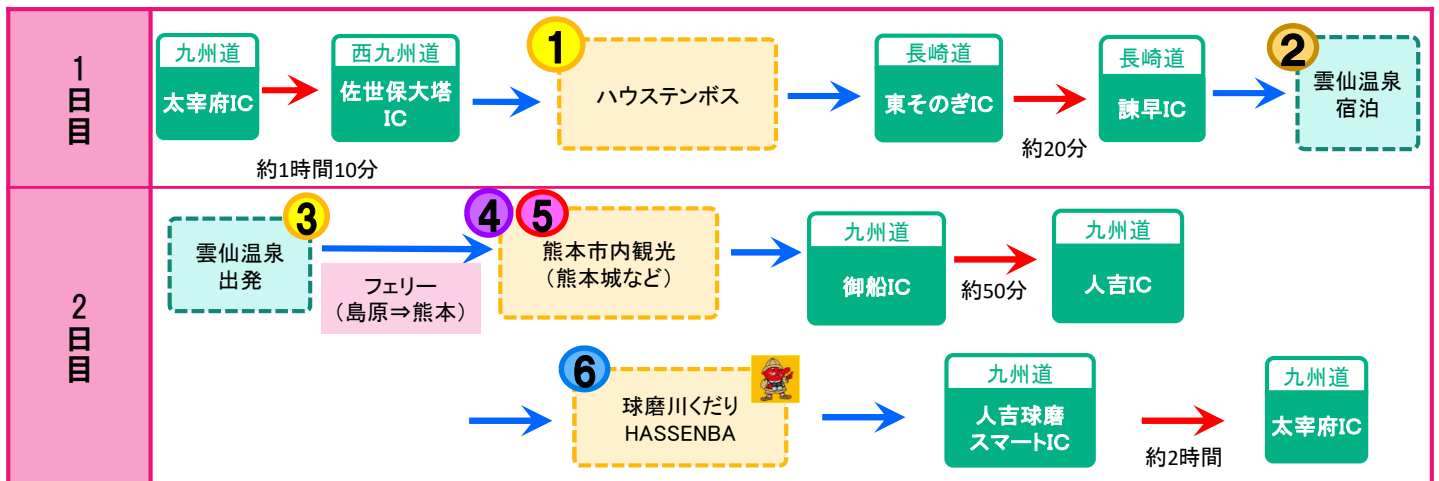 1日目
九州道
太宰府IC
約1時間10分
西九州道
佐世保大塔
IC
①
ハウステンボス
長崎道
東そのぎIC
約20分
長崎道
諫早IC
②
雲仙温泉
宿泊
2日目
③
雲仙温泉
出発
フェリー
（島原⇒熊本）
④
⑤
熊本市内観光
（熊本城など）
九州道
御船IC
約50分
九州道
人吉IC
⑥
球磨川くだり
HASSENBA
九州道
人吉球磨
スマートIC
約2時間
九州道
太宰府IC